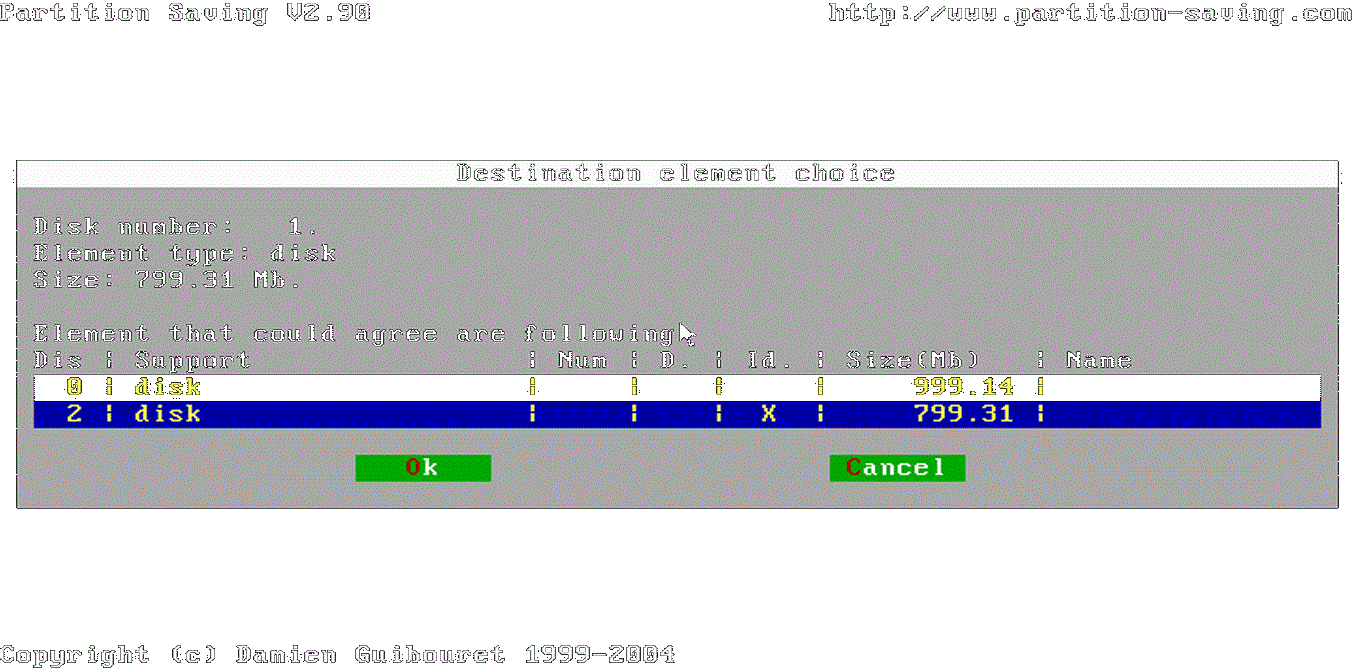 Partition Saving V2.90 http://www.partition-saving.com
Destination element choice
Disk number: 1.
Element type: disk
Size: 799.31 Mb.
Element that could agree are following
Dis | Support | Num | D. | Id. | Size(Mb) | Name
0 | disk | | | | 999.14 |
2 | disk | | | X | 799.31 |
Ok Cancel
Copyright (c) Damien Guibouret 1999-2004